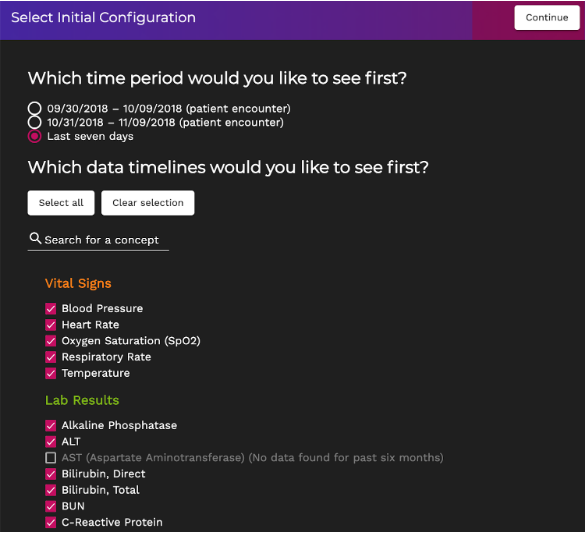 Select Initial Configuration
Continue
Which time period would you like to see first?
09/30/2018 – 10/09/2018 (patient encounter)
10/31/2018 – 11/09/2018 (patient encounter)
Last seven days
Which data timelines would you like to see first?
Select all
Clear selection
Search for a concept
Vital Signs
Blood Pressure
Heart Rate
Oxygen Saturation (SpO2)
Respiratory Rate
Temperature
Lab Results
Alkaline Phosphatase
ALT
AST (Aspartate Aminotransferase) (No data found for past six months)
Bilirubin, Direct
Bilirubin, Total
BUN
C-Reactive Protein